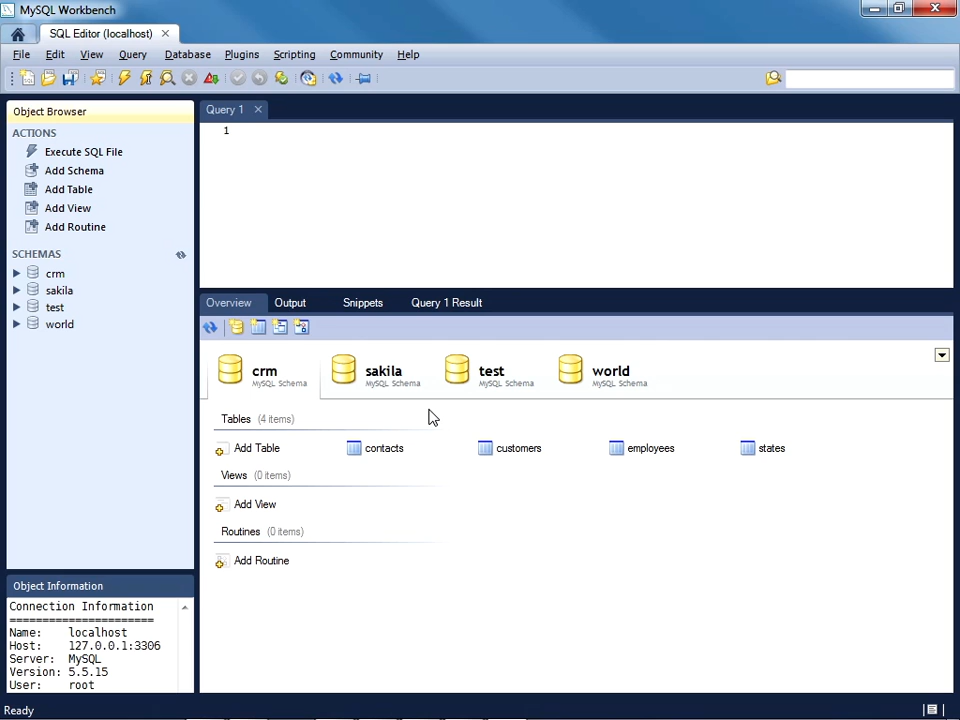 MySQL Workbench
SQL Editor (localhost)
File Edit View Query Database Plugins Scripting Community Help
Object Browser
Query 1
1
ACTIONS
Execute SQL File
Add Schema
Add Table
Add View
Add Routine
SCHEMAS
crm
sakila
test
world
Overview Output Snippets Query 1 Result
crm
MySQL Schema
sakila
MySQL Schema
test
MySQL Schema
world
MySQL Schema
Tables (4 items)
Add Table contacts customers employees states
Views (0 items)
Add View
Routines (0 items)
Add Routine
Object Information
Connection Information
======================
Name: localhost
Host: 127.0.0.1:3306
Server: MySQL
Version: 5.5.15
User: root
Ready